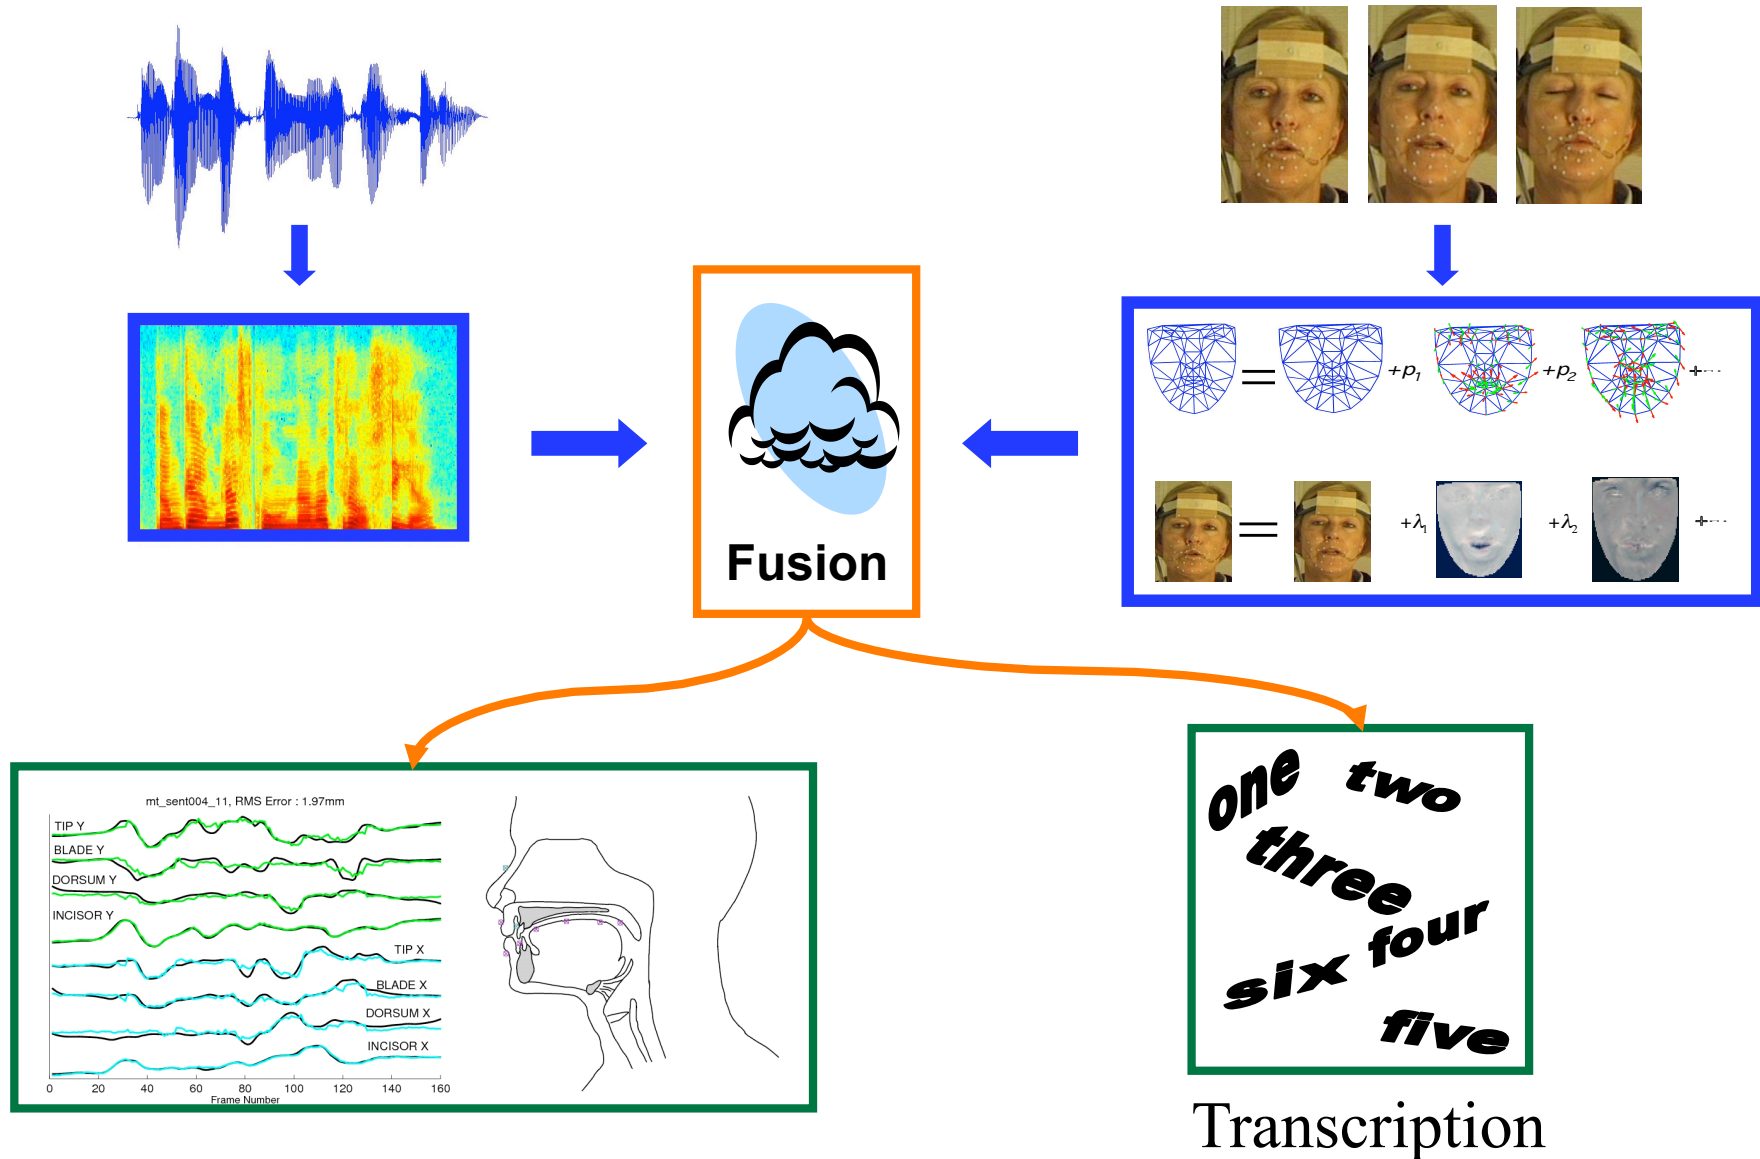 +p₁
+p₂
+
=
=
+λ₁
+λ₂
+
Fusion
mt_sent004_11, RMS Error : 1.97mm
TIP Y
BLADE Y
DORSUM Y
INCISOR Y
TIP X
BLADE X
DORSUM X
INCISOR X
0 20 40 60 80 100 120 140 160
Frame Number
one
two
three
four
six
five
Transcription